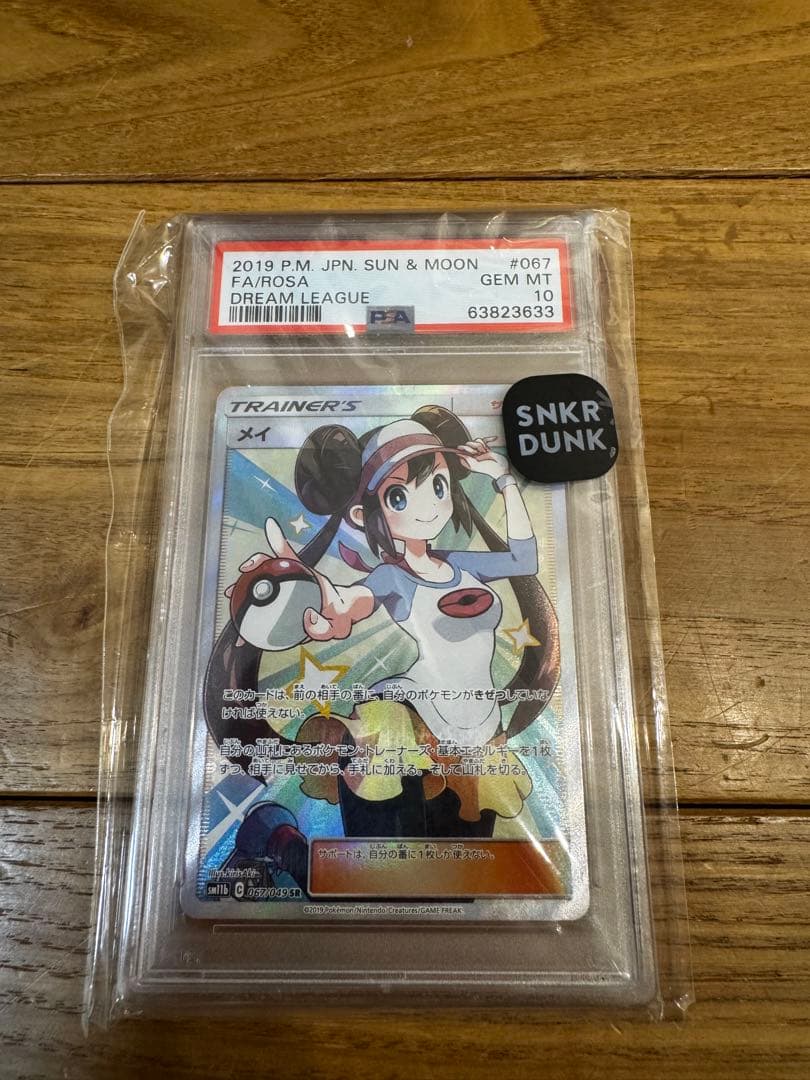 2019 P.M. JPN. SUN & MOON #067
FA/ROSA GEM MT
DREAM LEAGUE 10
PSA 63823633
TRAINER'S
メイ
SNKR
DUNK
このカードは、前の相手の番に、自分のポケモンがきぜつしていな
ければ使えない。
自分の山札にあるポケモン・トレーナーズ・基本エネルギーを1枚
ずつ、相手に見せてから、手札に加える。そして山札を切る。
サポートは、自分の番に1枚しか使えない。
sm11b C 067/049 SR
©2019 Pokémon/Nintendo/Creatures/GAME FREAK.